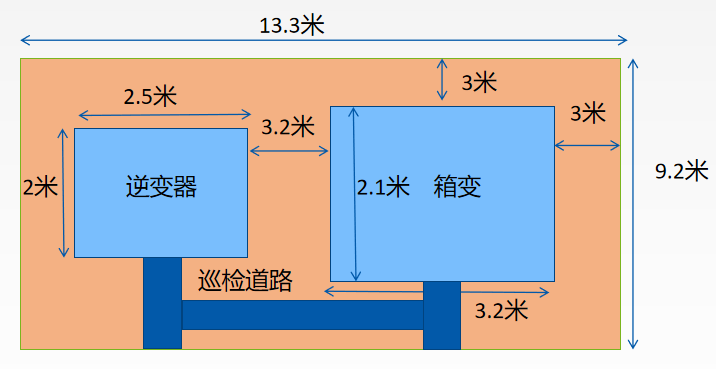 13.3米
3米
2.5米
3.2米
3米
2米
逆变器
2.1米
箱变
9.2米
巡检道路
3.2米